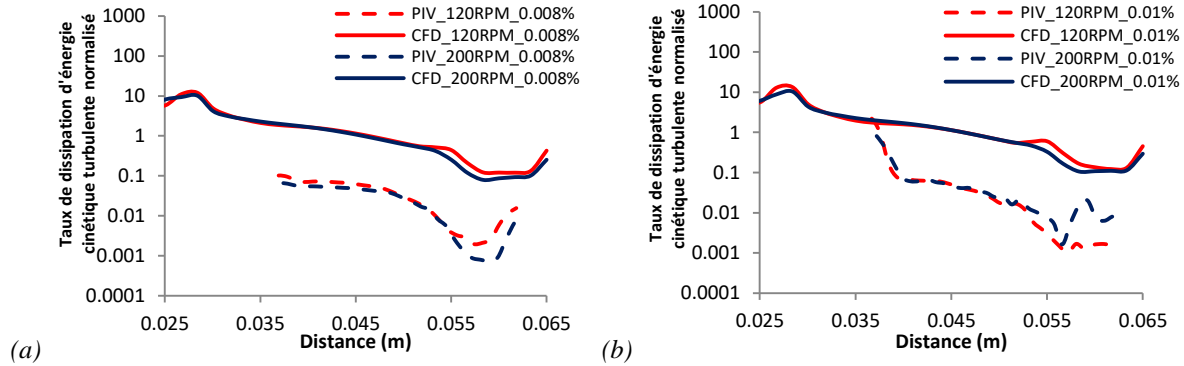 PIV_120RPM_0.008%
CFD_120RPM_0.008%
PIV_200RPM_0.008%
CFD_200RPM_0.008%
Taux de dissipation d'énergie
cinétique turbulente normalisé
1000
100
10
1
0.1
0.01
0.001
0.0001
0.025
0.035
0.045
0.055
0.065
Distance (m)
(a)
PIV_120RPM_0.01%
CFD_120RPM_0.01%
PIV_200RPM_0.01%
CFD_200RPM_0.01%
Taux de dissipation d'énergie
cinétique turbulente normalisé
1000
100
10
1
0.1
0.01
0.001
0.0001
0.025
0.035
0.045
0.055
0.065
Distance (m)
(b)